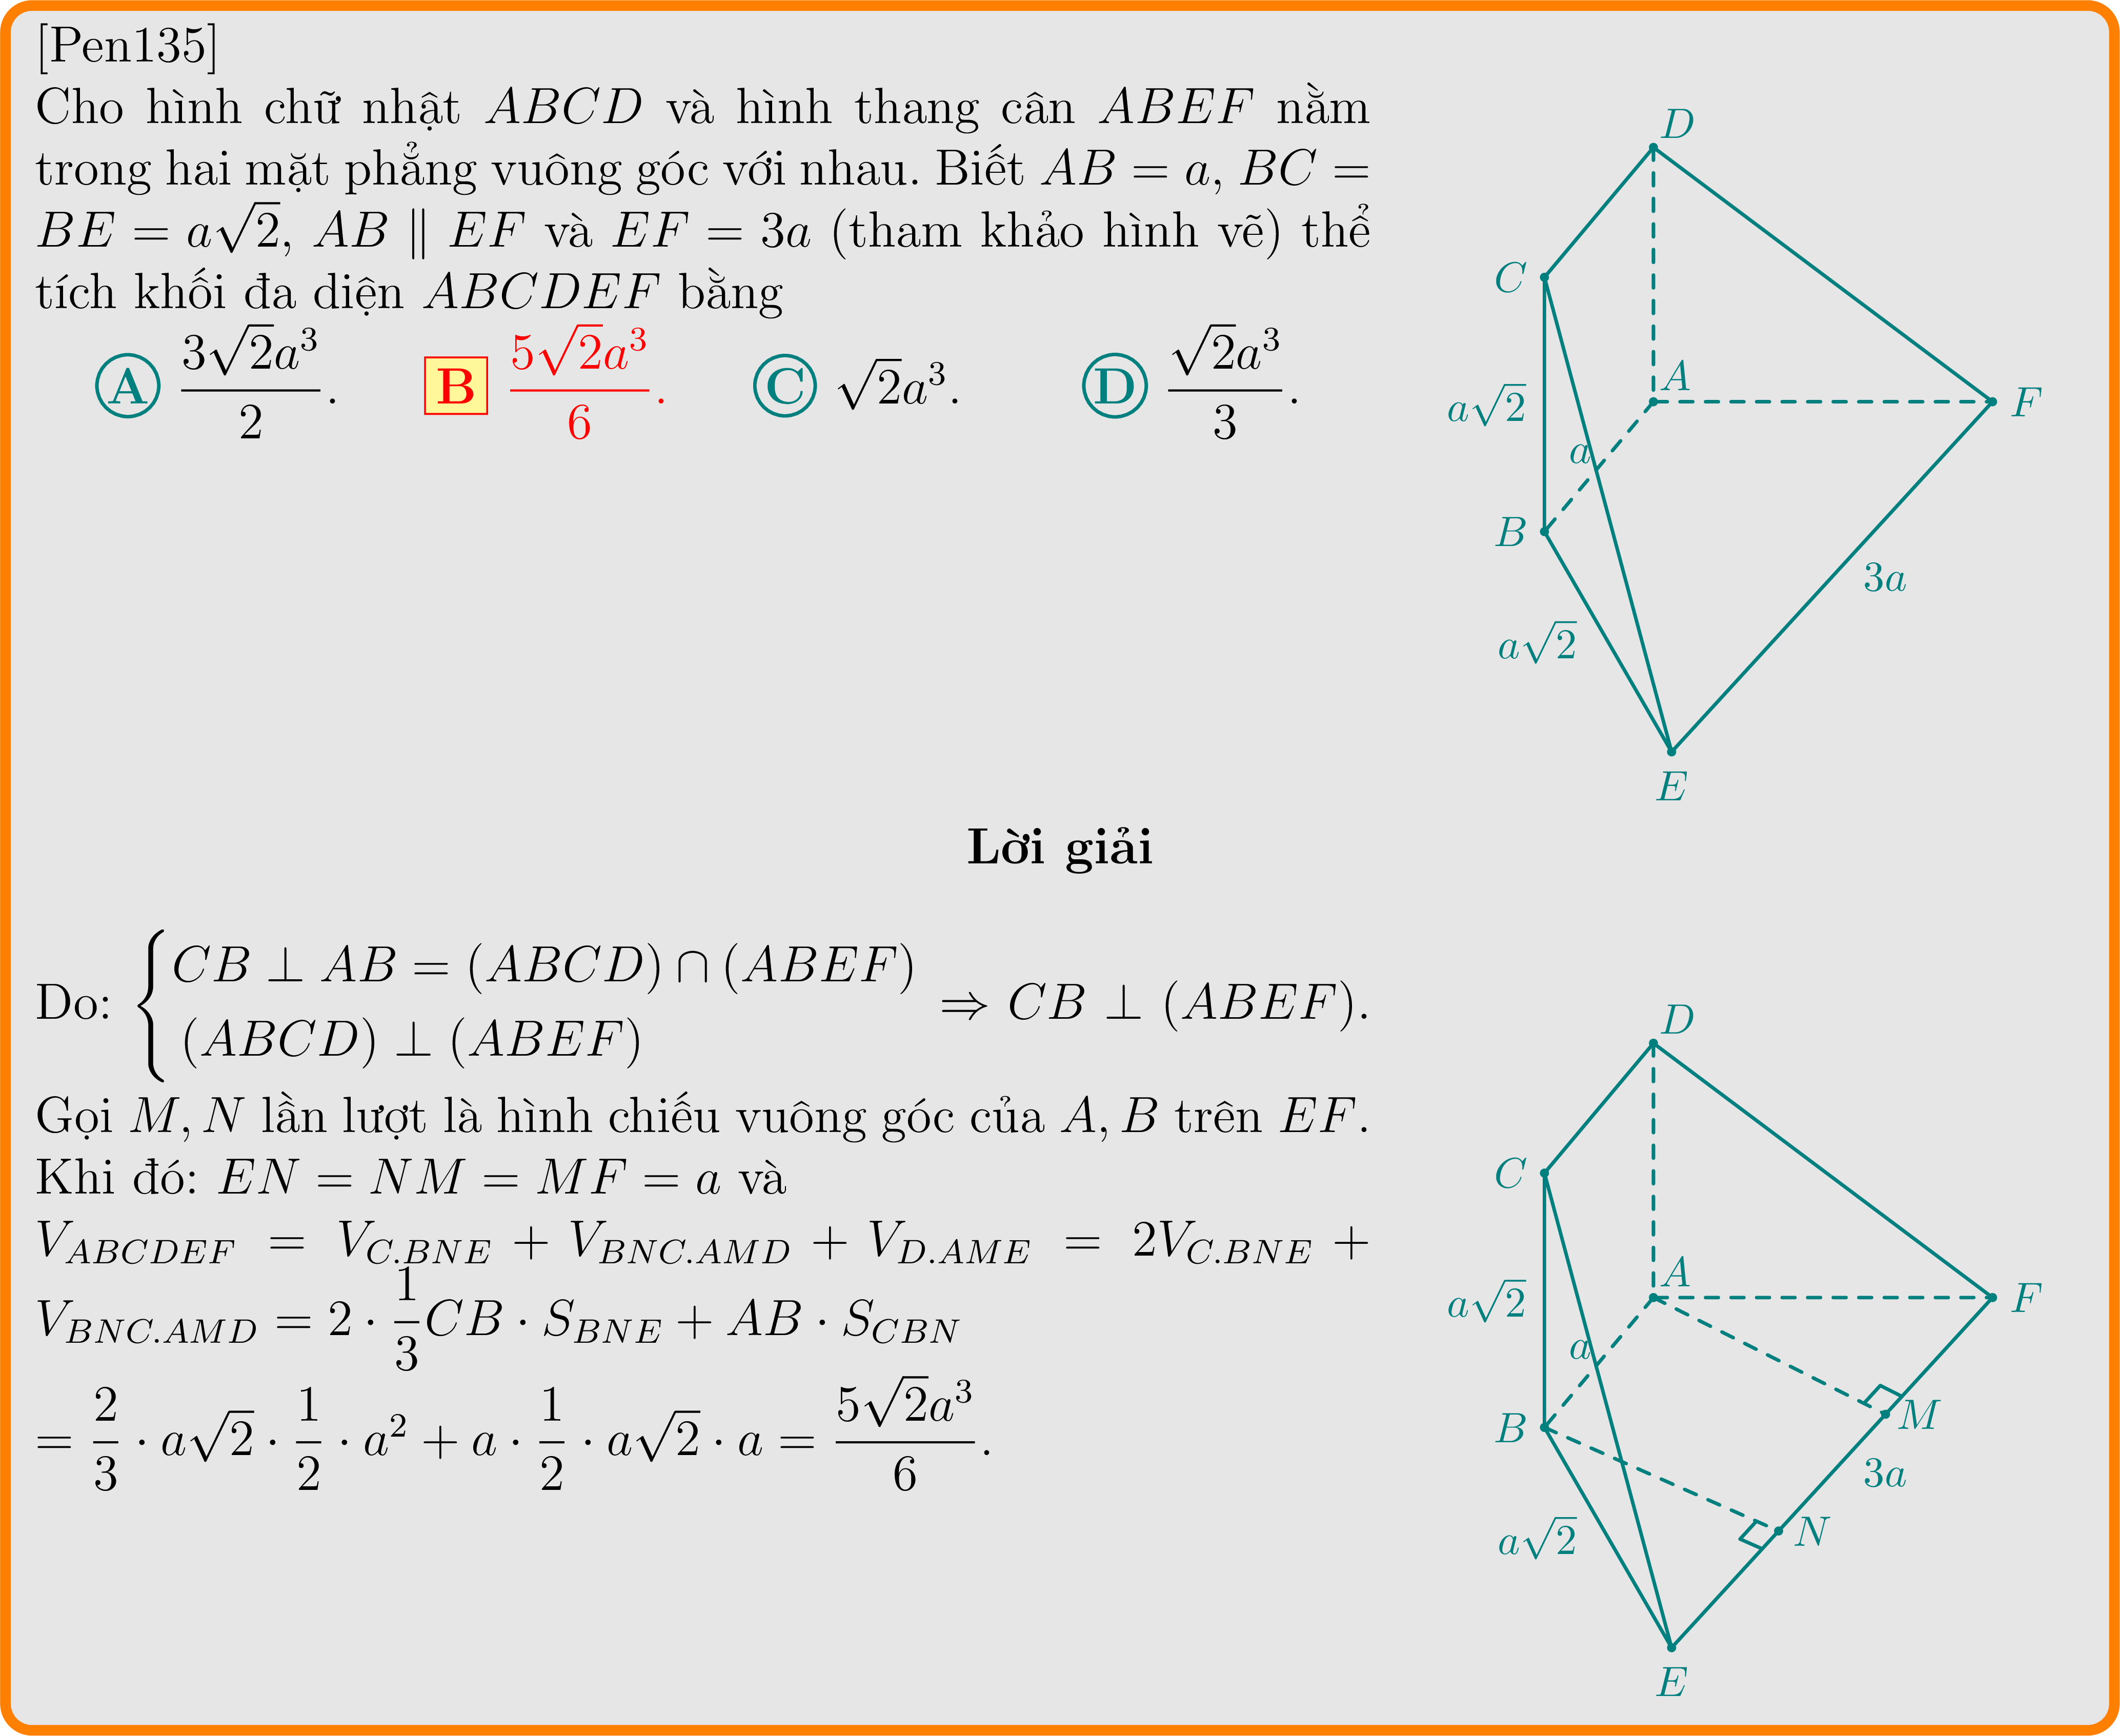 [Pen135]
Cho hình chữ nhật $ABCD$ và hình thang cân $ABEF$ nằm
trong hai mặt phẳng vuông góc với nhau. Biết $AB = a$, $BC =$
$BE = a\sqrt{2}$, $AB \parallel EF$ và $EF = 3a$ (tham khảo hình vẽ) thể
tích khối đa diện $ABCDEF$ bằng
A $\dfrac{3\sqrt{2}a^3}{2}$. B $\dfrac{5\sqrt{2}a^3}{6}$. C $\sqrt{2}a^3$. D $\dfrac{\sqrt{2}a^3}{3}$.
D
C
A
F
$a\sqrt{2}$
a
B
3a
$a\sqrt{2}$
E
Lời giải
Do: $\begin{cases} CB \perp AB = (ABCD) \cap (ABEF) \\ (ABCD) \perp (ABEF) \end{cases} \Rightarrow CB \perp (ABEF)$.
Gọi $M, N$ lần lượt là hình chiếu vuông góc của $A, B$ trên $EF$.
Khi đó: $EN = NM = MF = a$ và
$V_{ABCDEF} = V_{C.BNE} + V_{BNC.AMD} + V_{D.AME} = 2V_{C.BNE} +$
$V_{BNC.AMD} = 2 \cdot \dfrac{1}{3} CB \cdot S_{BNE} + AB \cdot S_{CBN}$
$= \dfrac{2}{3} \cdot a\sqrt{2} \cdot \dfrac{1}{2} \cdot a^2 + a \cdot \dfrac{1}{2} \cdot a\sqrt{2} \cdot a = \dfrac{5\sqrt{2}a^3}{6}$.
D
C
A
F
$a\sqrt{2}$
a
B
M
3a
N
$a\sqrt{2}$
E